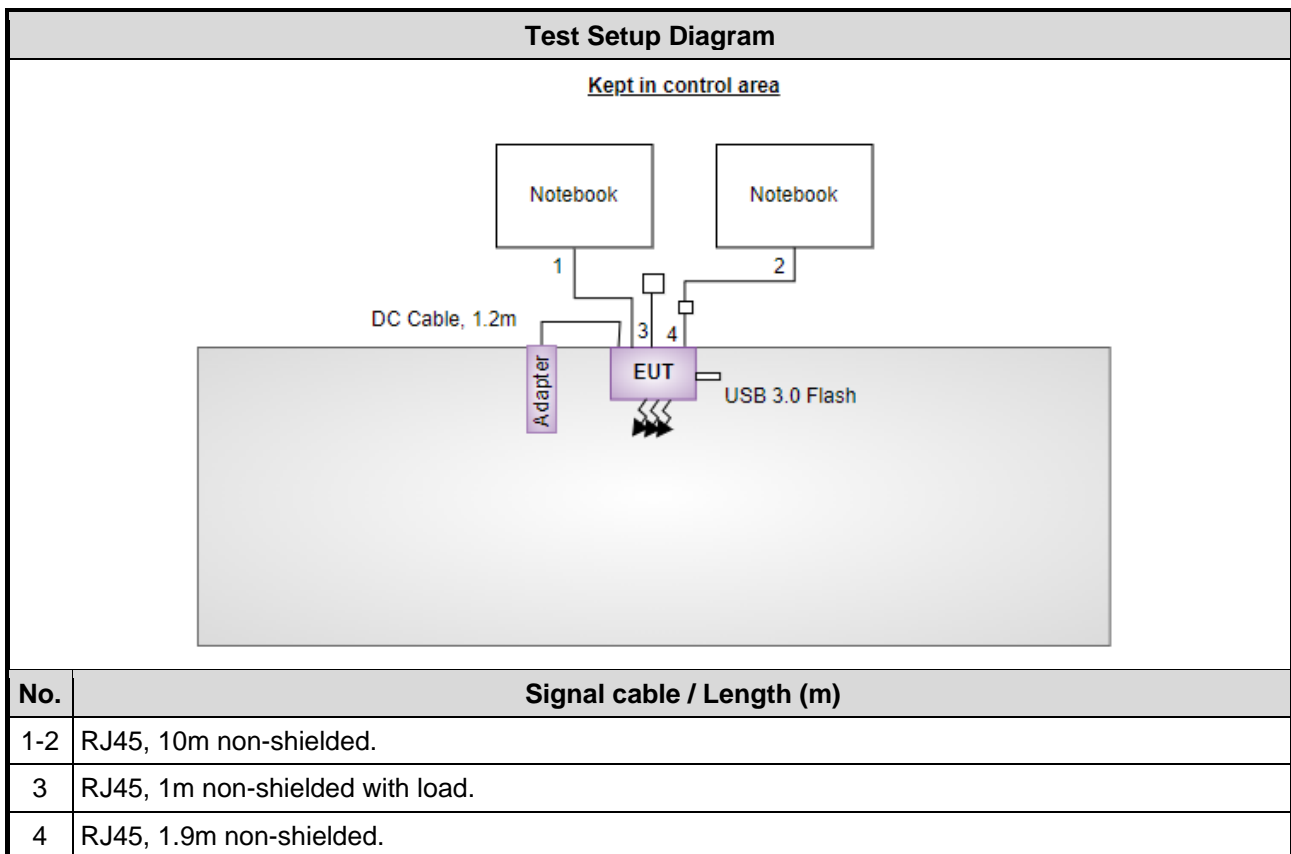 Test Setup Diagram
Kept in control area
Notebook
Notebook
1
2
DC Cable, 1.2m
3
4
Adapter
EUT
USB 3.0 Flash
No.
Signal cable / Length (m)
1-2
RJ45, 10m non-shielded.
3
RJ45, 1m non-shielded with load.
4
RJ45, 1.9m non-shielded.